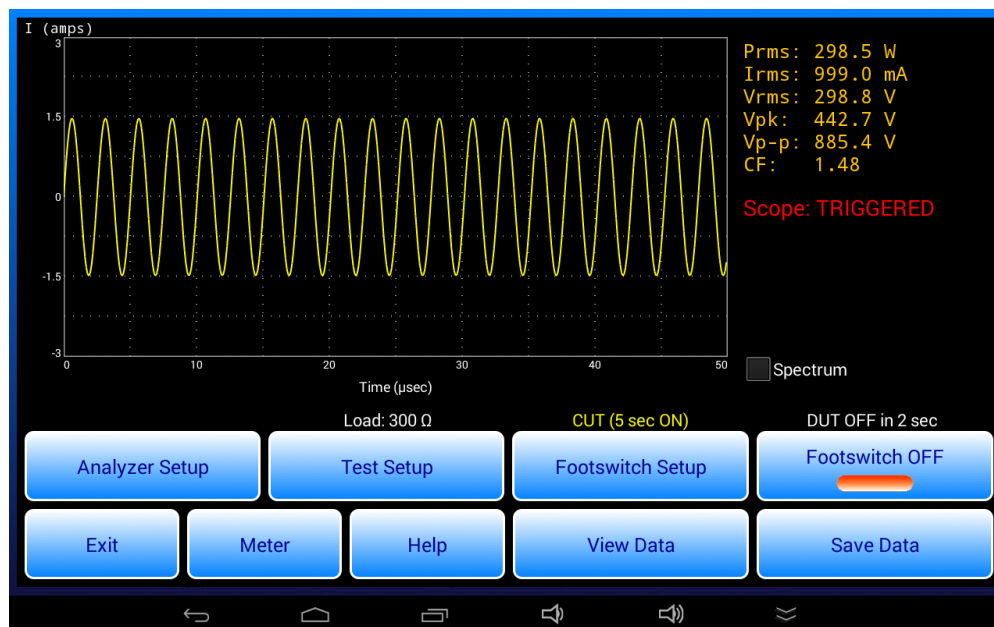 I (amps)
3
1.5
0
-1.5
-3
0
10
20
30
40
50
Time (µsec)
Prms: 298.5 W
Irms: 999.0 mA
Vrms: 298.8 V
Vpk: 442.7 V
Vp-p: 885.4 V
CF: 1.48
Scope: TRIGGERED
Spectrum
Load: 300 Ω
CUT (5 sec ON)
DUT OFF in 2 sec
Analyzer Setup
Test Setup
Footswitch Setup
Footswitch OFF
Exit
Meter
Help
View Data
Save Data